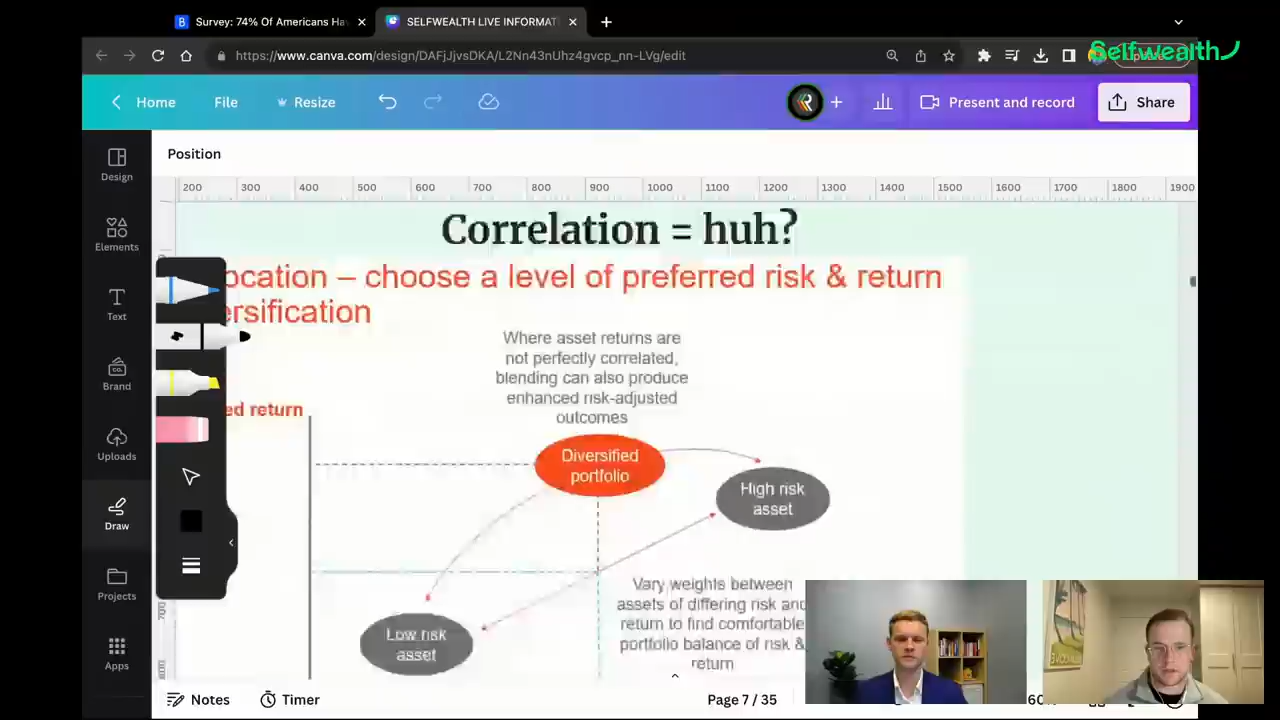 Survey: 74% Of Americans Hav
SELFWEALTH LIVE INFORMAT
https://www.canva.com/design/DAFjJjvsDKA/L2Nn43nUhz4gvcp_nn-LVg/edit
Selfwealth
Home
File
Resize
Present and record
Share
Position
Design
Elements
Text
Brand
Uploads
Draw
Projects
Apps
200 300 400 500 600 700 800 900 1000 1100 1200 1300 1400 1500 1600 1700 1800 1900
Correlation = huh?
ocation – choose a level of preferred risk & return
ersification
Where asset returns are
not perfectly correlated,
blending can also produce
enhanced risk-adjusted
outcomes
ed return
Diversified
portfolio
High risk
asset
Low risk
asset
Vary weights between
assets of differing risk and
return to find comfortable
portfolio balance of risk &
return
Notes
Timer
Page 7 / 35